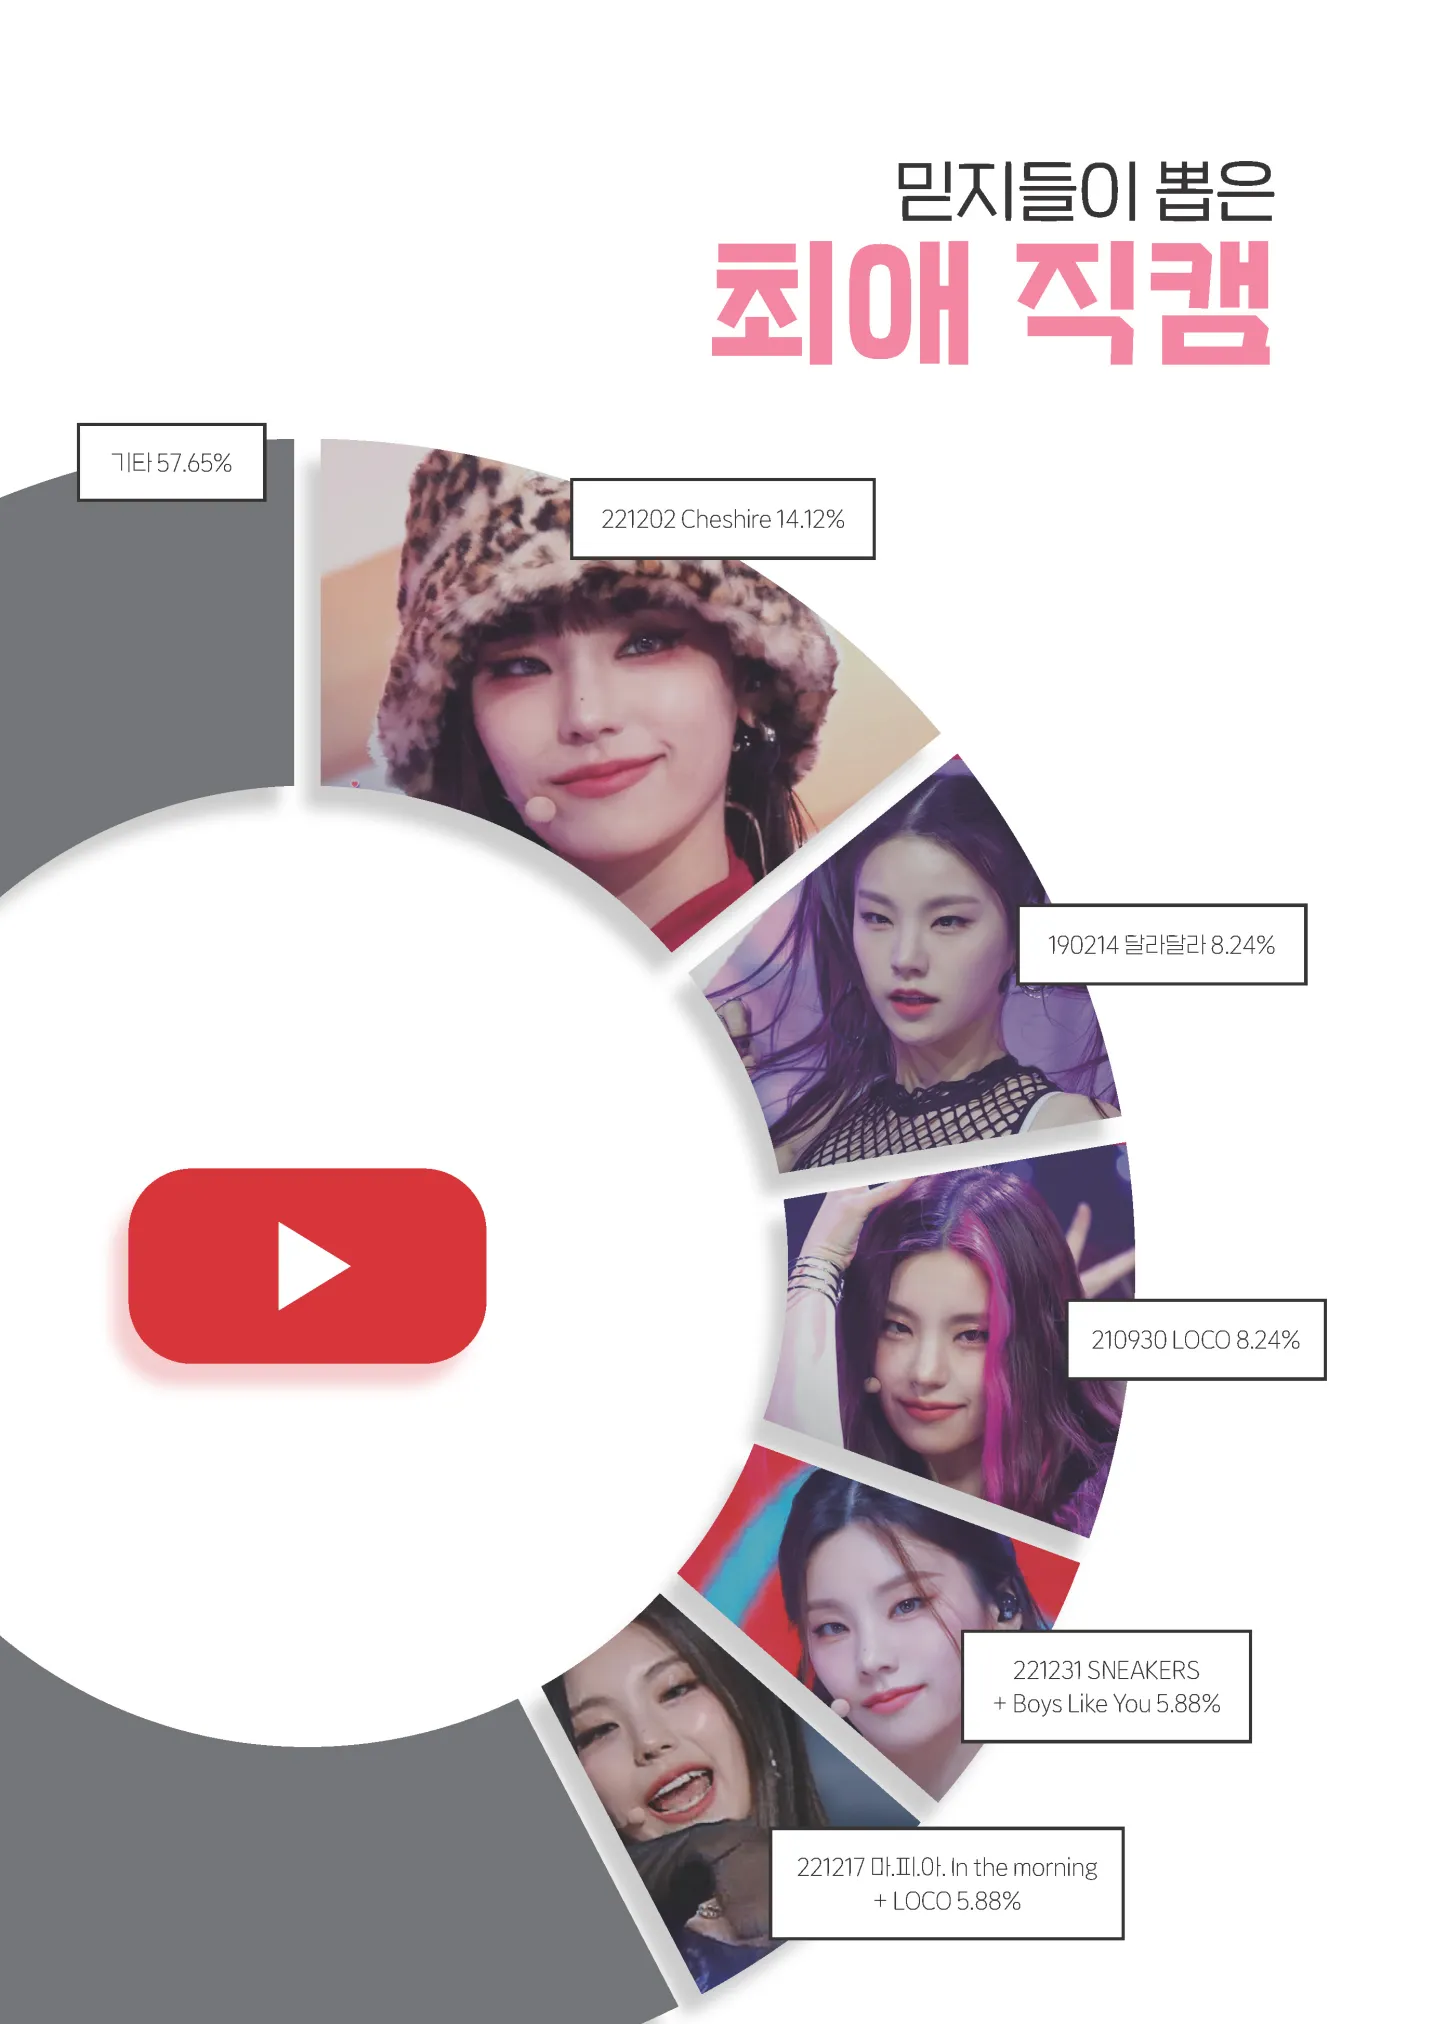 믿지들이 뽑은
최애 직캠
기타 57.65%
221202 Cheshire 14.12%
190214 달라달라 8.24%
210930 LOCO 8.24%
221231 SNEAKERS
+ Boys Like You 5.88%
221217 마.피.아. In the morning
+ LOCO 5.88%